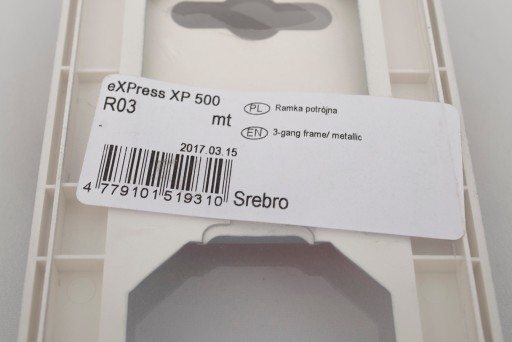 eXPress XP 500
R03
mt
PL Ramka potrójna
EN 3-gang frame/ metallic
2017.03.15
4 779101 519310
Srebro